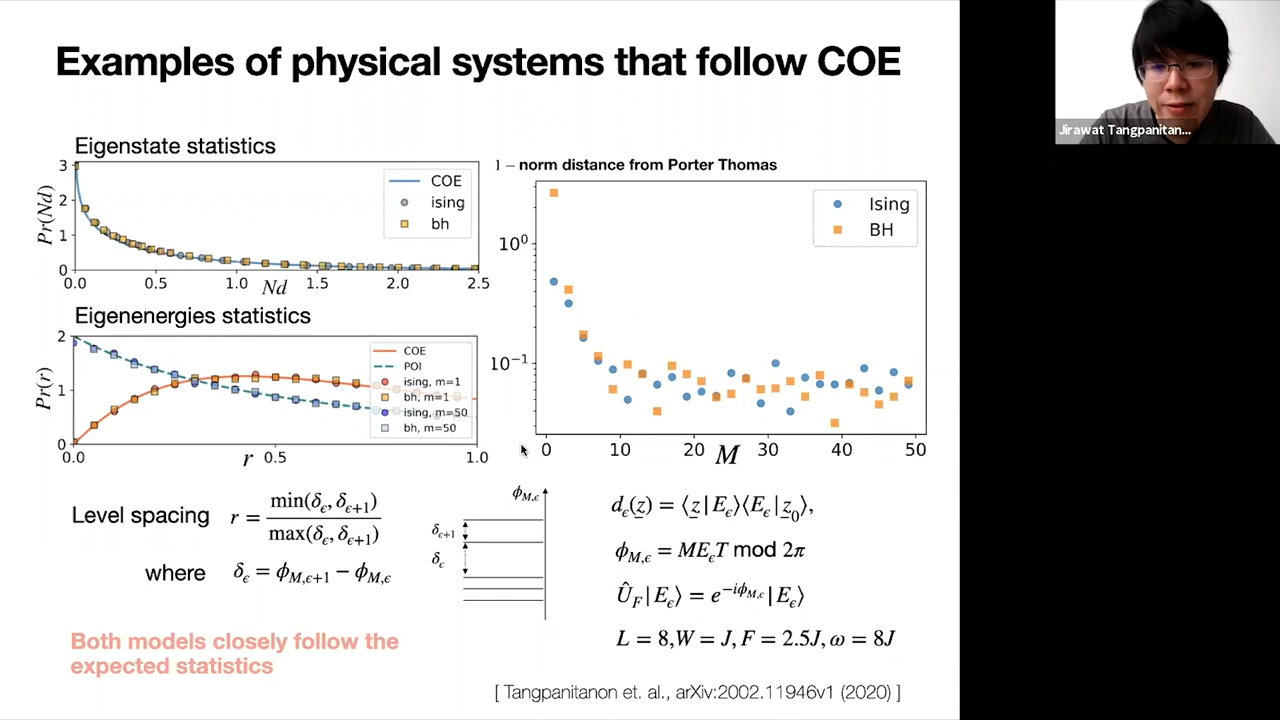 Examples of physical systems that follow COE
Jirawat Tangpanitan...
Eigenstate statistics
3
2
1
0
Pr(Nd)
COE
ising
bh
0.0 0.5 1.0 1.5 2.0 2.5
Nd
Eigenenergies statistics
2
1
0
Pr(r)
COE
POI
ising, m=1
bh, m=1
ising, m=50
bh, m=50
0.0 0.5 1.0
r
1 – norm distance from Porter Thomas
Ising
BH
10⁰
10⁻¹
0 10 20 30 40 50
M
Level spacing r = min(δ_ϵ, δ_ϵ+1) / max(δ_ϵ, δ_ϵ+1)
where δ_ϵ = ϕ_M,ϵ+1 − ϕ_M,ϵ
ϕ_M,ϵ
δ_ϵ+1
δ_ϵ
d_ϵ(z) = ⟨z|E_ϵ⟩⟨E_ϵ|z_0⟩,
ϕ_M,ϵ = ME_ϵT mod 2π
Û_F|E_ϵ⟩ = e^−iϕ_M,ϵ|E_ϵ⟩
L = 8, W = J, F = 2.5J, ω = 8J
Both models closely follow the
expected statistics
[ Tangpanitanon et. al., arXiv:2002.11946v1 (2020) ]